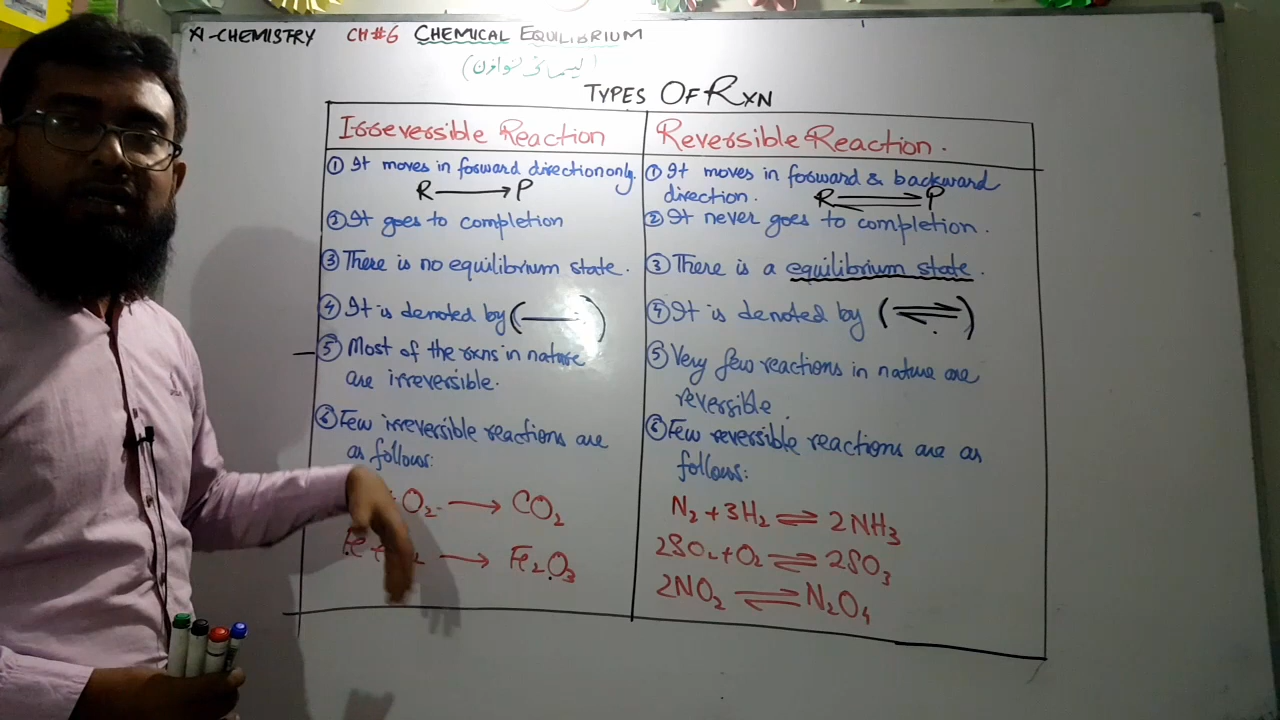 XI-CHEMISTRY CH#6 CHEMICAL EQUILIBRIUM
TYPES OF RXN
Irreversible Reaction
① It moves in forward direction only.
R → P
② It goes to completion
③ There is no equilibrium state.
④ It is denoted by (
⑤ Most of the rxns in nature
are irreversible.
⑥ Few irreversible reactions are
as follows:
O₂ → CO₂
Fe + → Fe₂O₃
Reversible Reaction.
① It moves in forward & backward
direction. R ⇌ P
② It never goes to completion.
③ There is a equilibrium state.
④ It is denoted by (⇌)
⑤ Very few reactions in nature are
reversible.
⑥ Few reversible reactions are as
follows:
N₂ + 3H₂ ⇌ 2NH₃
2SO₂ + O₂ ⇌ 2SO₃
2NO₂ ⇌ N₂O₄